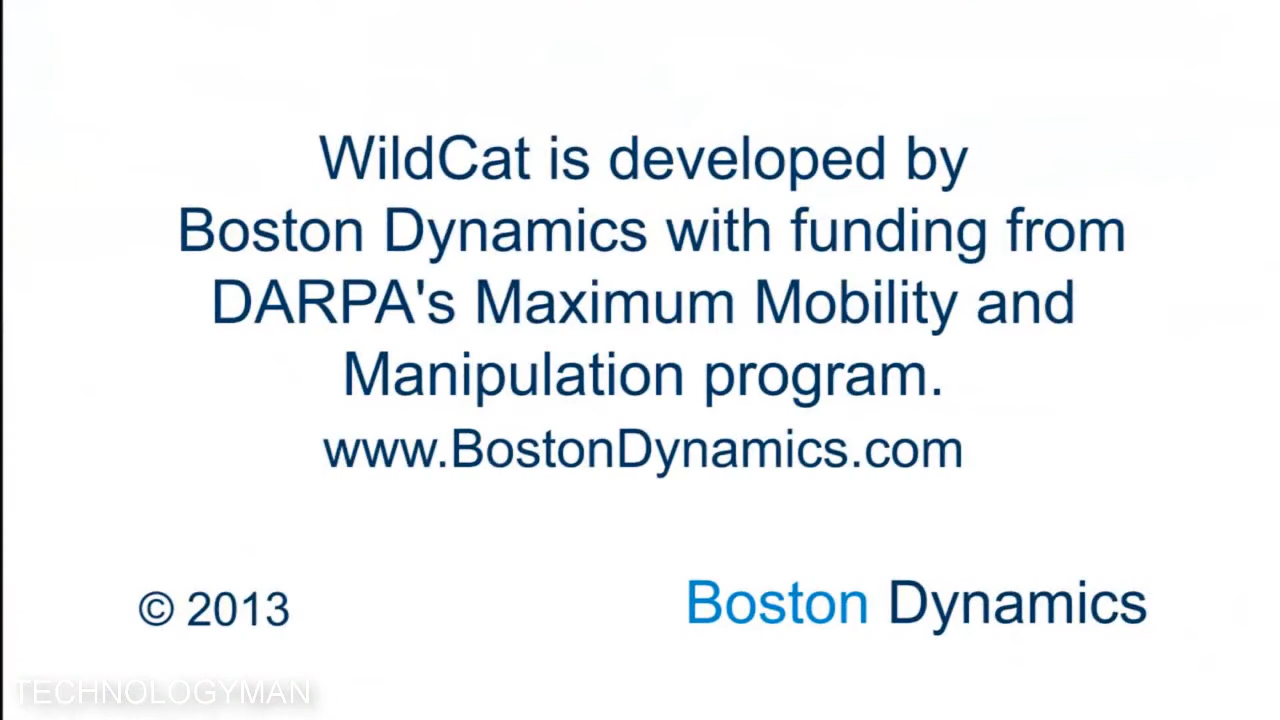 WildCat is developed by
Boston Dynamics with funding from
DARPA's Maximum Mobility and
Manipulation program.
www.BostonDynamics.com
© 2013
Boston Dynamics
TECHNOLOGYMAN